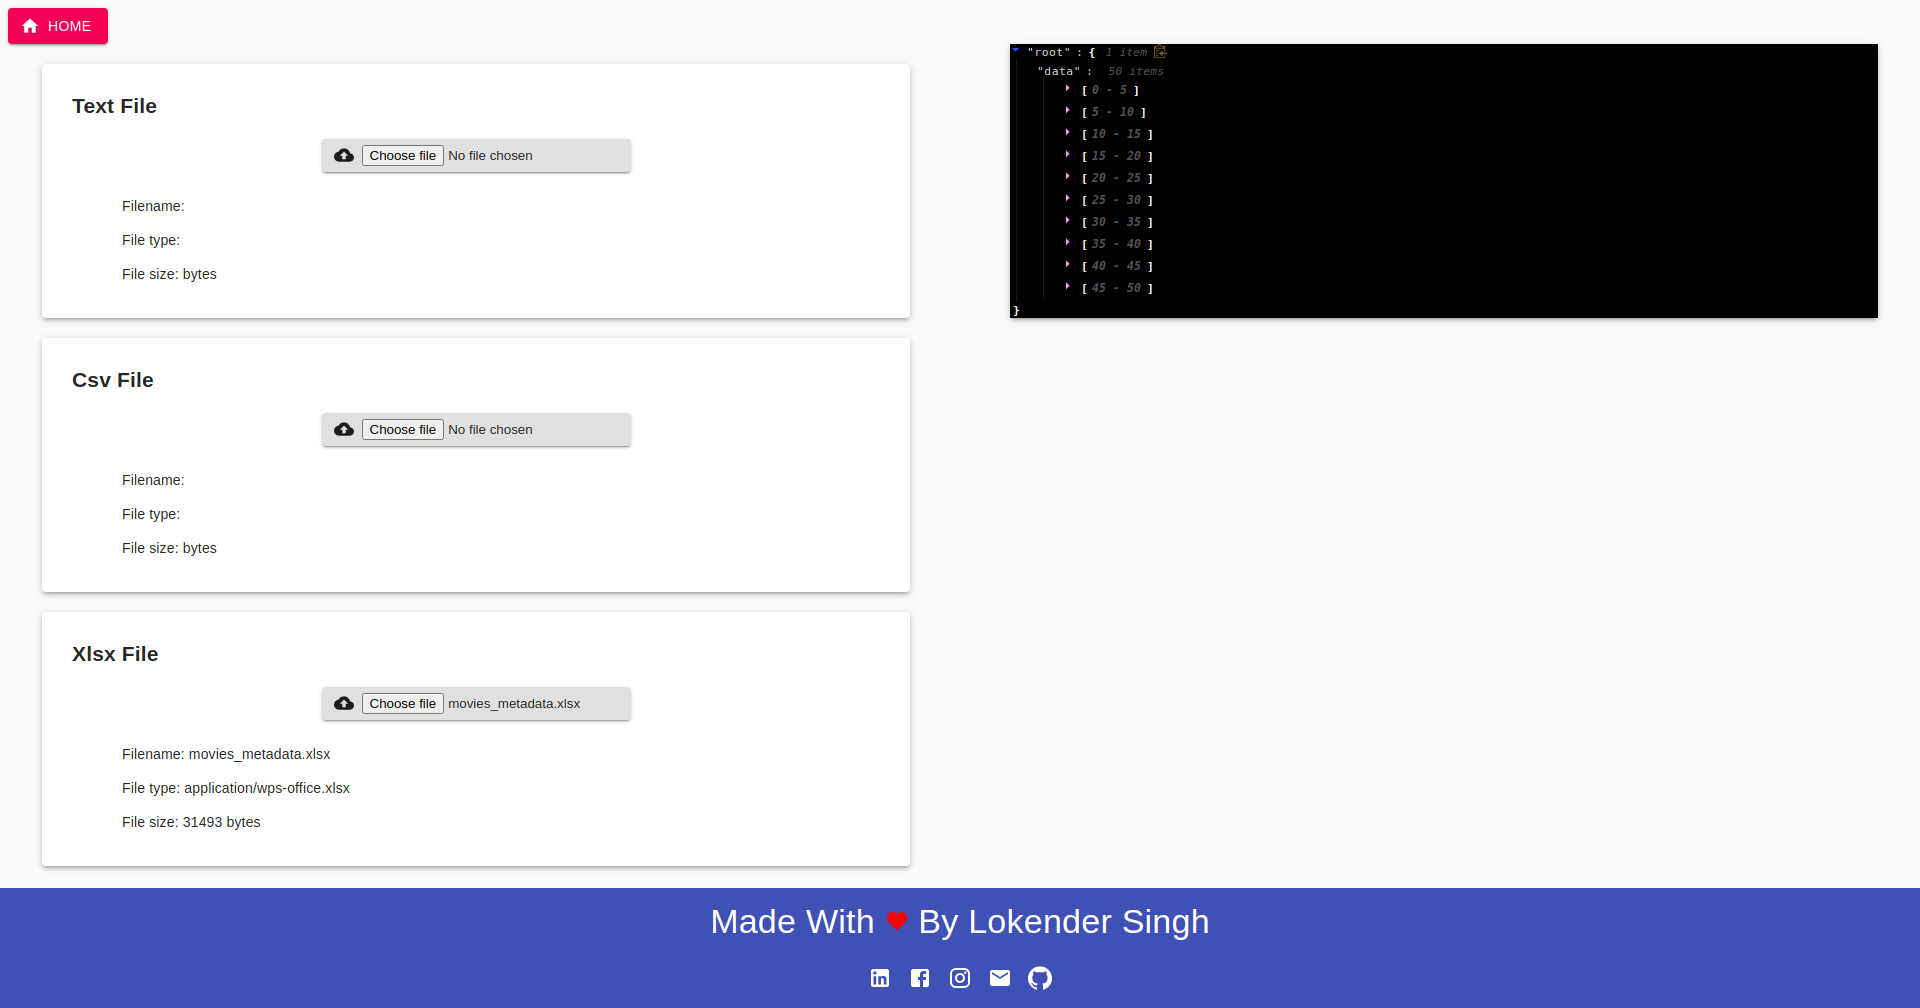 HOME
Text File
Choose file No file chosen
Filename:
File type:
File size: bytes
Csv File
Choose file No file chosen
Filename:
File type:
File size: bytes
Xlsx File
Choose file movies_metadata.xlsx
Filename: movies_metadata.xlsx
File type: application/wps-office.xlsx
File size: 31493 bytes
"root" : { 1 item
"data" : 50 items
[ 0 - 5 ]
[ 5 - 10 ]
[ 10 - 15 ]
[ 15 - 20 ]
[ 20 - 25 ]
[ 25 - 30 ]
[ 30 - 35 ]
[ 35 - 40 ]
[ 40 - 45 ]
[ 45 - 50 ]
}
Made With By Lokender Singh